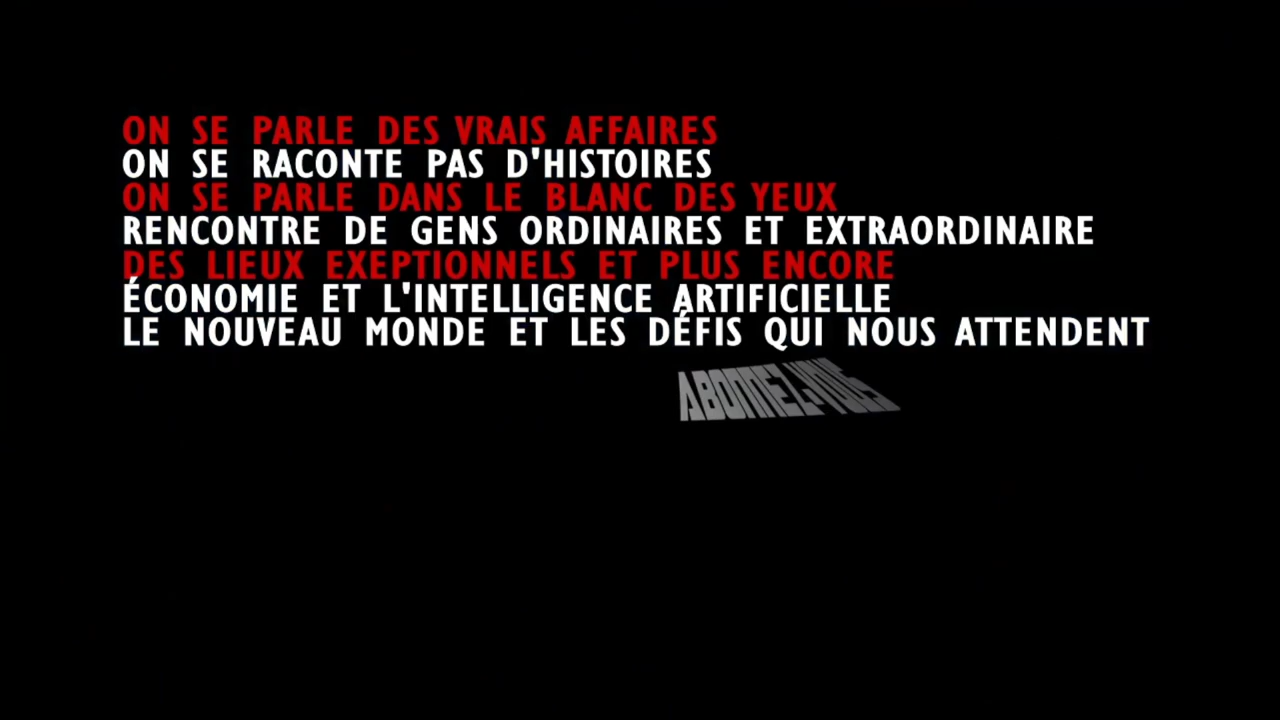 ON SE PARLE DES VRAIS AFFAIRES
ON SE RACONTE PAS D'HISTOIRES
ON SE PARLE DANS LE BLANC DES YEUX
RENCONTRE DE GENS ORDINAIRES ET EXTRAORDINAIRE
DES LIEUX EXEPTIONNELS ET PLUS ENCORE
ÉCONOMIE ET L'INTELLIGENCE ARTIFICIELLE
LE NOUVEAU MONDE ET LES DÉFIS QUI NOUS ATTENDENT
ABONNEZ-VOUS